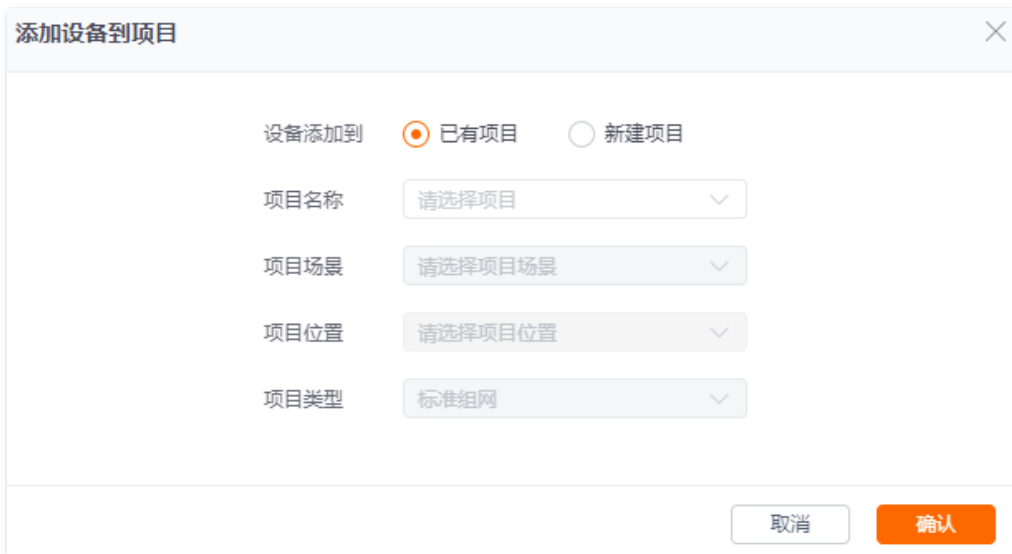 添加设备到项目
设备添加到 已有项目 新建项目
项目名称 请选择项目
项目场景 请选择项目场景
项目位置 请选择项目位置
项目类型 标准组网
取消 确认